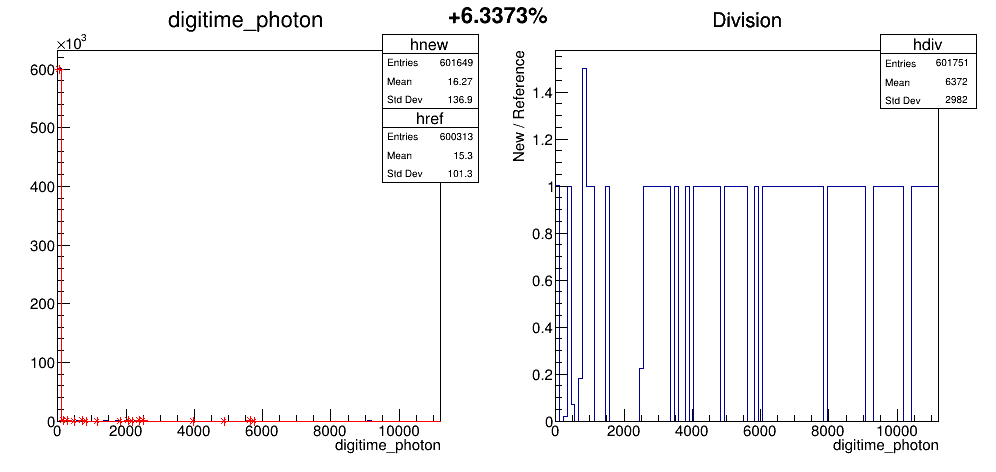 +6.3373%
digitime_photon
×10³
600
500
400
300
200
100
0
0 2000 4000 6000 8000 10000
digitime_photon
hnew
Entries 601649
Mean 16.27
Std Dev 136.9
href
Entries 600313
Mean 15.3
Std Dev 101.3
Division
New / Reference
1.4
1.2
1
0.8
0.6
0.4
0.2
0
0 2000 4000 6000 8000 10000
digitime_photon
hdiv
Entries 601751
Mean 6372
Std Dev 2982